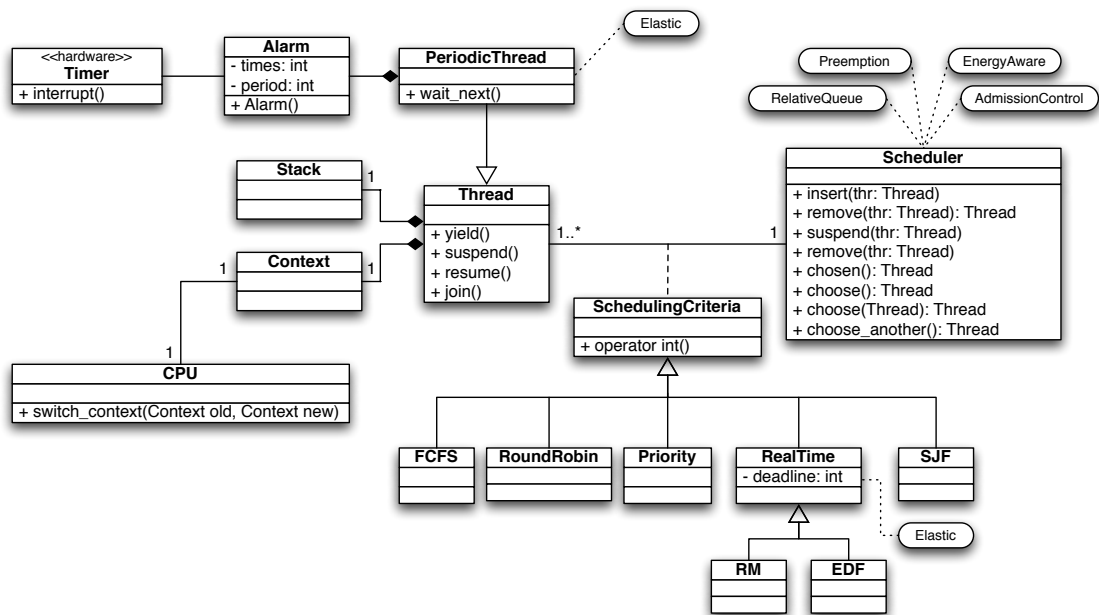 Elastic
<<hardware>>
Timer
+ interrupt()
Alarm
- times: int
- period: int
+ Alarm()
PeriodicThread
+ wait_next()
Preemption
EnergyAware
RelativeQueue
AdmissionControl
Stack
1
Thread
+ yield()
+ suspend()
+ resume()
+ join()
1..*
1
Scheduler
+ insert(thr: Thread)
+ remove(thr: Thread): Thread
+ suspend(thr: Thread)
+ remove(thr: Thread)
+ chosen(): Thread
+ choose(): Thread
+ choose(Thread): Thread
+ choose_another(): Thread
1
Context
1
SchedulingCriteria
+ operator int()
1
CPU
+ switch_context(Context old, Context new)
FCFS
RoundRobin
Priority
RealTime
- deadline: int
SJF
Elastic
RM
EDF